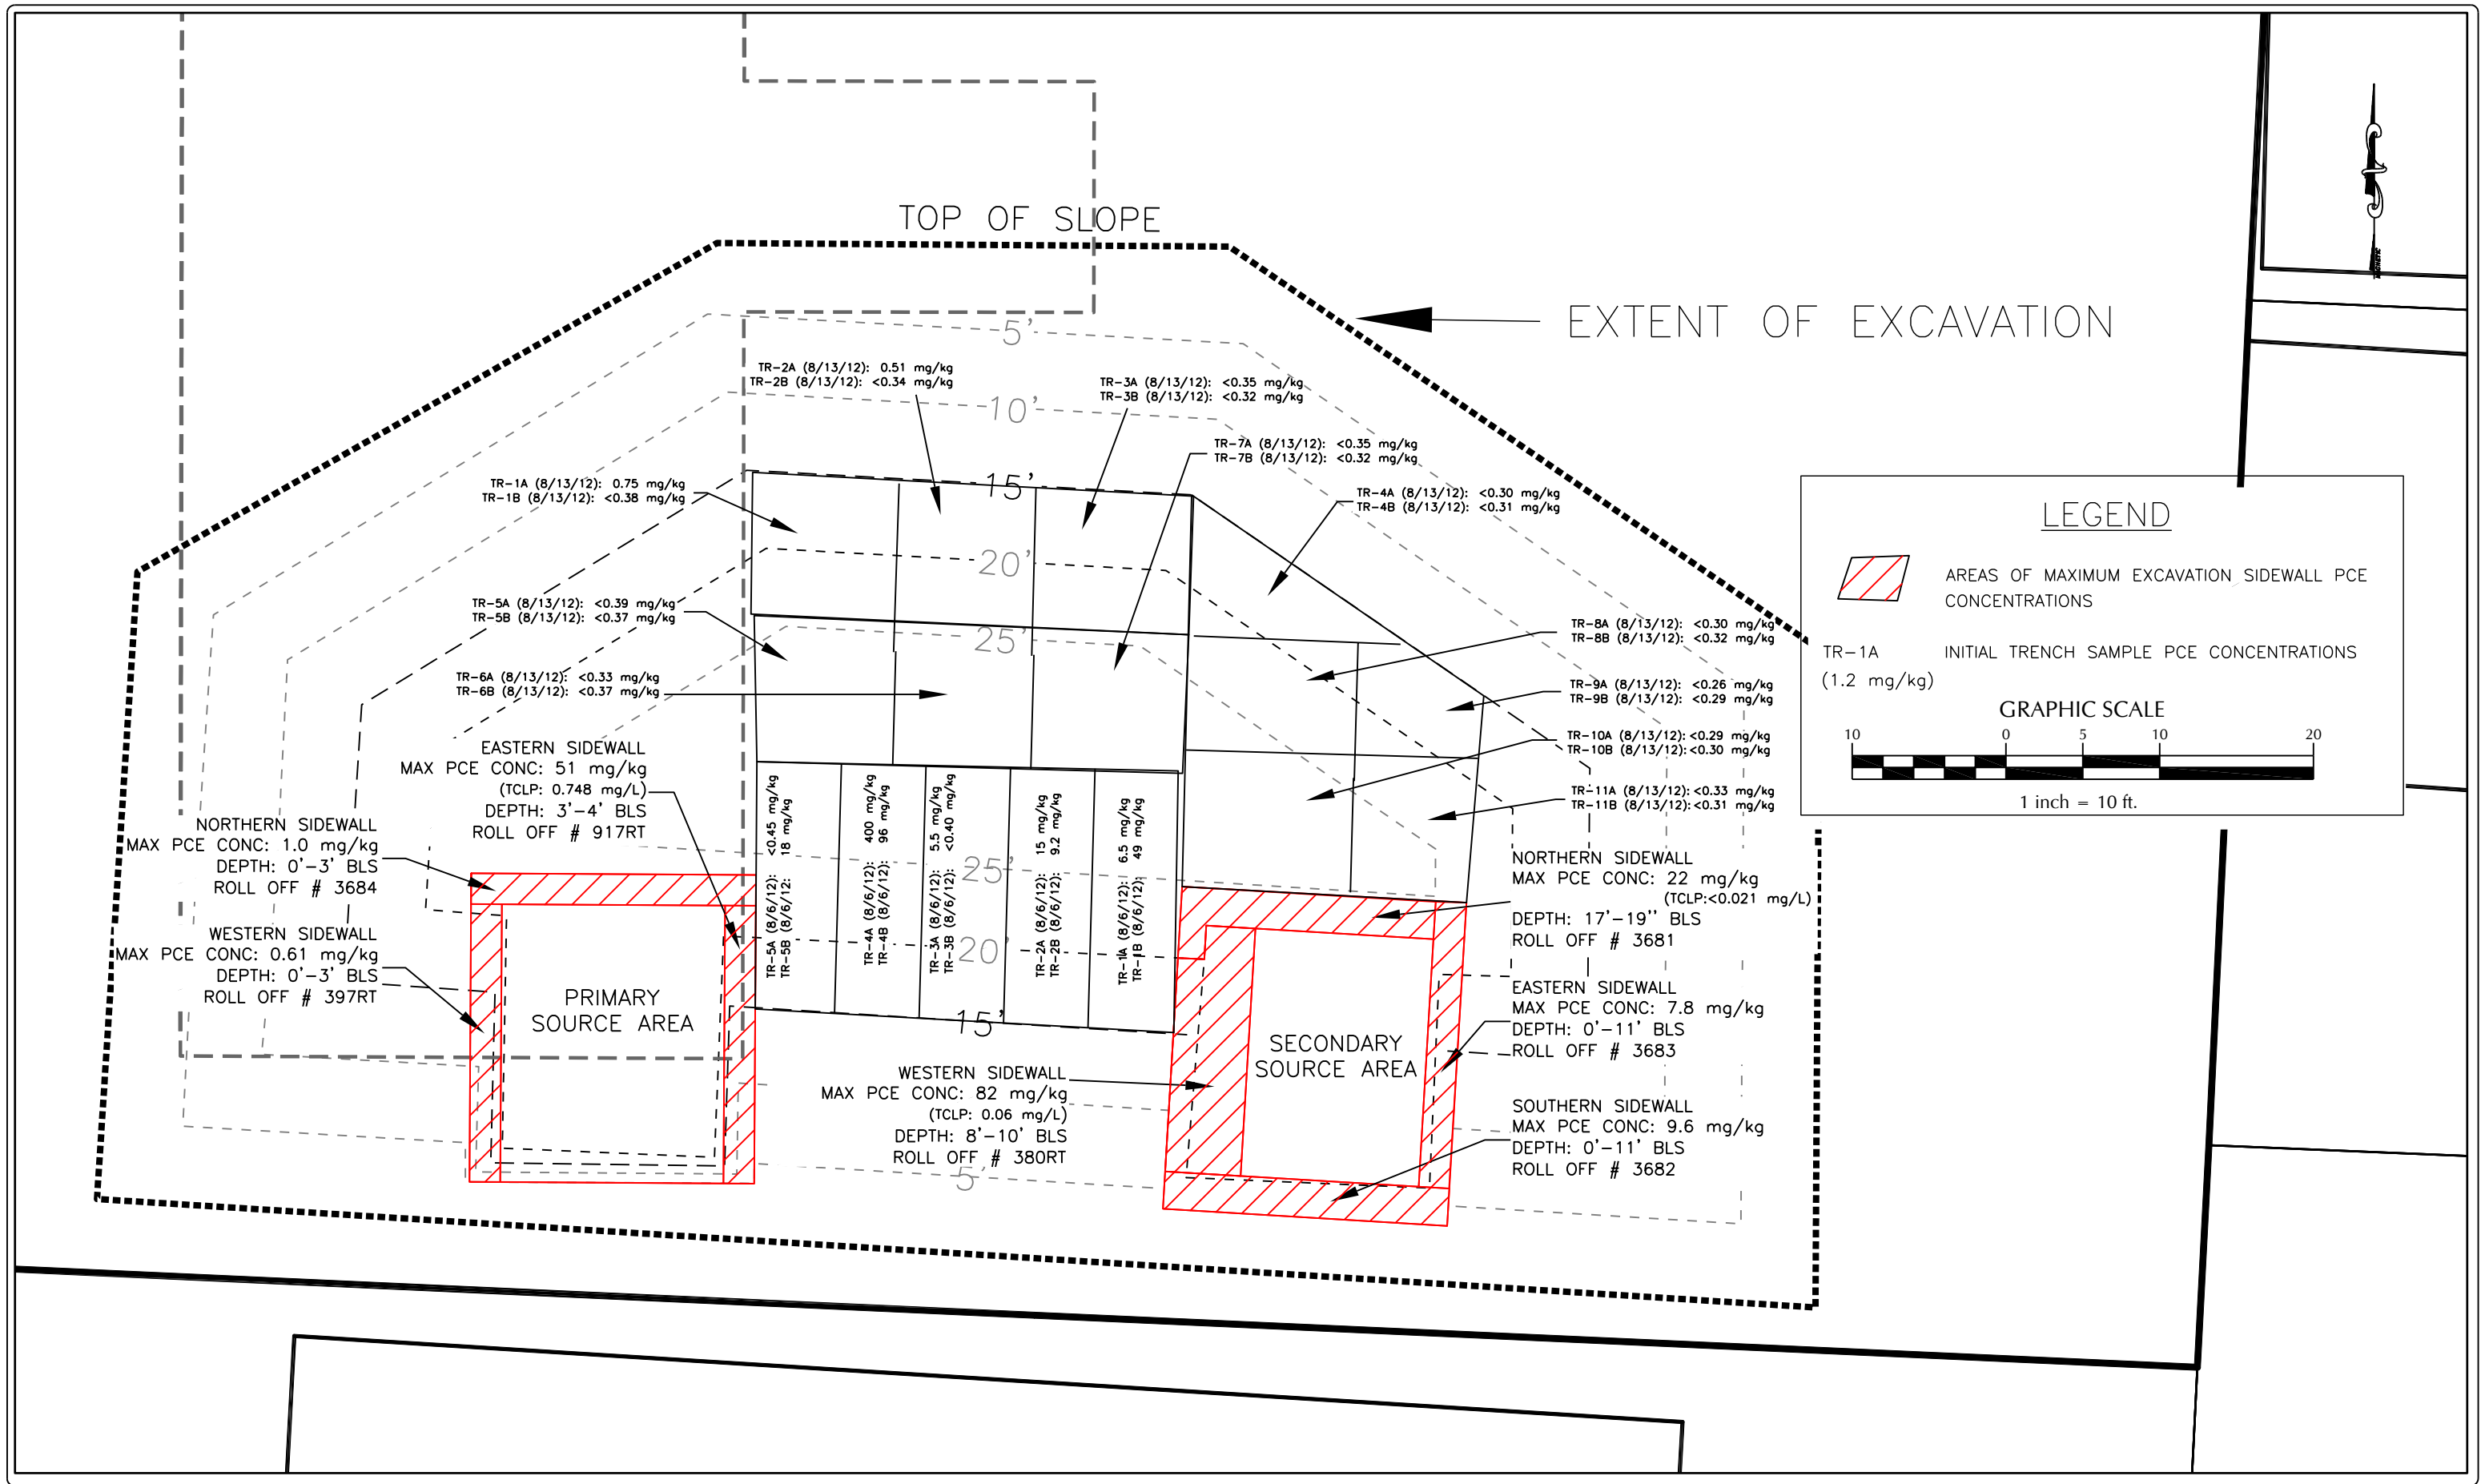 TOP OF SLOPE
EXTENT OF EXCAVATION
5'
10'
15'
20'
25'
25'
20'
15'
5'
TR-2A (8/13/12): 0.51 mg/kg
TR-2B (8/13/12): <0.34 mg/kg
TR-3A (8/13/12): <0.35 mg/kg
TR-3B (8/13/12): <0.32 mg/kg
TR-7A (8/13/12): <0.35 mg/kg
TR-7B (8/13/12): <0.32 mg/kg
TR-1A (8/13/12): 0.75 mg/kg
TR-1B (8/13/12): <0.38 mg/kg
TR-4A (8/13/12): <0.30 mg/kg
TR-4B (8/13/12): <0.31 mg/kg
TR-5A (8/13/12): <0.39 mg/kg
TR-5B (8/13/12): <0.37 mg/kg
TR-6A (8/13/12): <0.33 mg/kg
TR-6B (8/13/12): <0.37 mg/kg
TR-8A (8/13/12): <0.30 mg/kg
TR-8B (8/13/12): <0.32 mg/kg
TR-9A (8/13/12): <0.26 mg/kg
TR-9B (8/13/12): <0.29 mg/kg
TR-10A (8/13/12): <0.29 mg/kg
TR-10B (8/13/12): <0.30 mg/kg
TR-11A (8/13/12): <0.33 mg/kg
TR-11B (8/13/12): <0.31 mg/kg
EASTERN SIDEWALL
MAX PCE CONC: 51 mg/kg
(TCLP: 0.748 mg/L)
DEPTH: 3'-4' BLS
ROLL OFF # 917RT
NORTHERN SIDEWALL
MAX PCE CONC: 1.0 mg/kg
DEPTH: 0'-3' BLS
ROLL OFF # 3684
WESTERN SIDEWALL
MAX PCE CONC: 0.61 mg/kg
DEPTH: 0'-3' BLS
ROLL OFF # 397RT
PRIMARY
SOURCE AREA
TR-5A (8/6/12): <0.45 mg/kg
TR-5B (8/6/12: 18 mg/kg
TR-4A (8/6/12): 400 mg/kg
TR-4B (8/6/12): 96 mg/kg
TR-3A (8/6/12): 5.5 mg/kg
TR-3B (8/6/12): <0.40 mg/kg
TR-2A (8/6/12): 15 mg/kg
TR-2B (8/6/12): 9.2 mg/kg
TR-1A (8/6/12): 6.5 mg/kg
TR-1B (8/6/12): 49 mg/kg
WESTERN SIDEWALL
MAX PCE CONC: 82 mg/kg
(TCLP: 0.06 mg/L)
DEPTH: 8'-10' BLS
ROLL OFF # 380RT
SECONDARY
SOURCE AREA
NORTHERN SIDEWALL
MAX PCE CONC: 22 mg/kg
(TCLP:<0.021 mg/L)
DEPTH: 17'-19'' BLS
ROLL OFF # 3681
EASTERN SIDEWALL
MAX PCE CONC: 7.8 mg/kg
DEPTH: 0'-11' BLS
ROLL OFF # 3683
SOUTHERN SIDEWALL
MAX PCE CONC: 9.6 mg/kg
DEPTH: 0'-11' BLS
ROLL OFF # 3682
LEGEND
AREAS OF MAXIMUM EXCAVATION SIDEWALL PCE
CONCENTRATIONS
TR-1A INITIAL TRENCH SAMPLE PCE CONCENTRATIONS
(1.2 mg/kg)
GRAPHIC SCALE
10 0 5 10 20
1 inch = 10 ft.